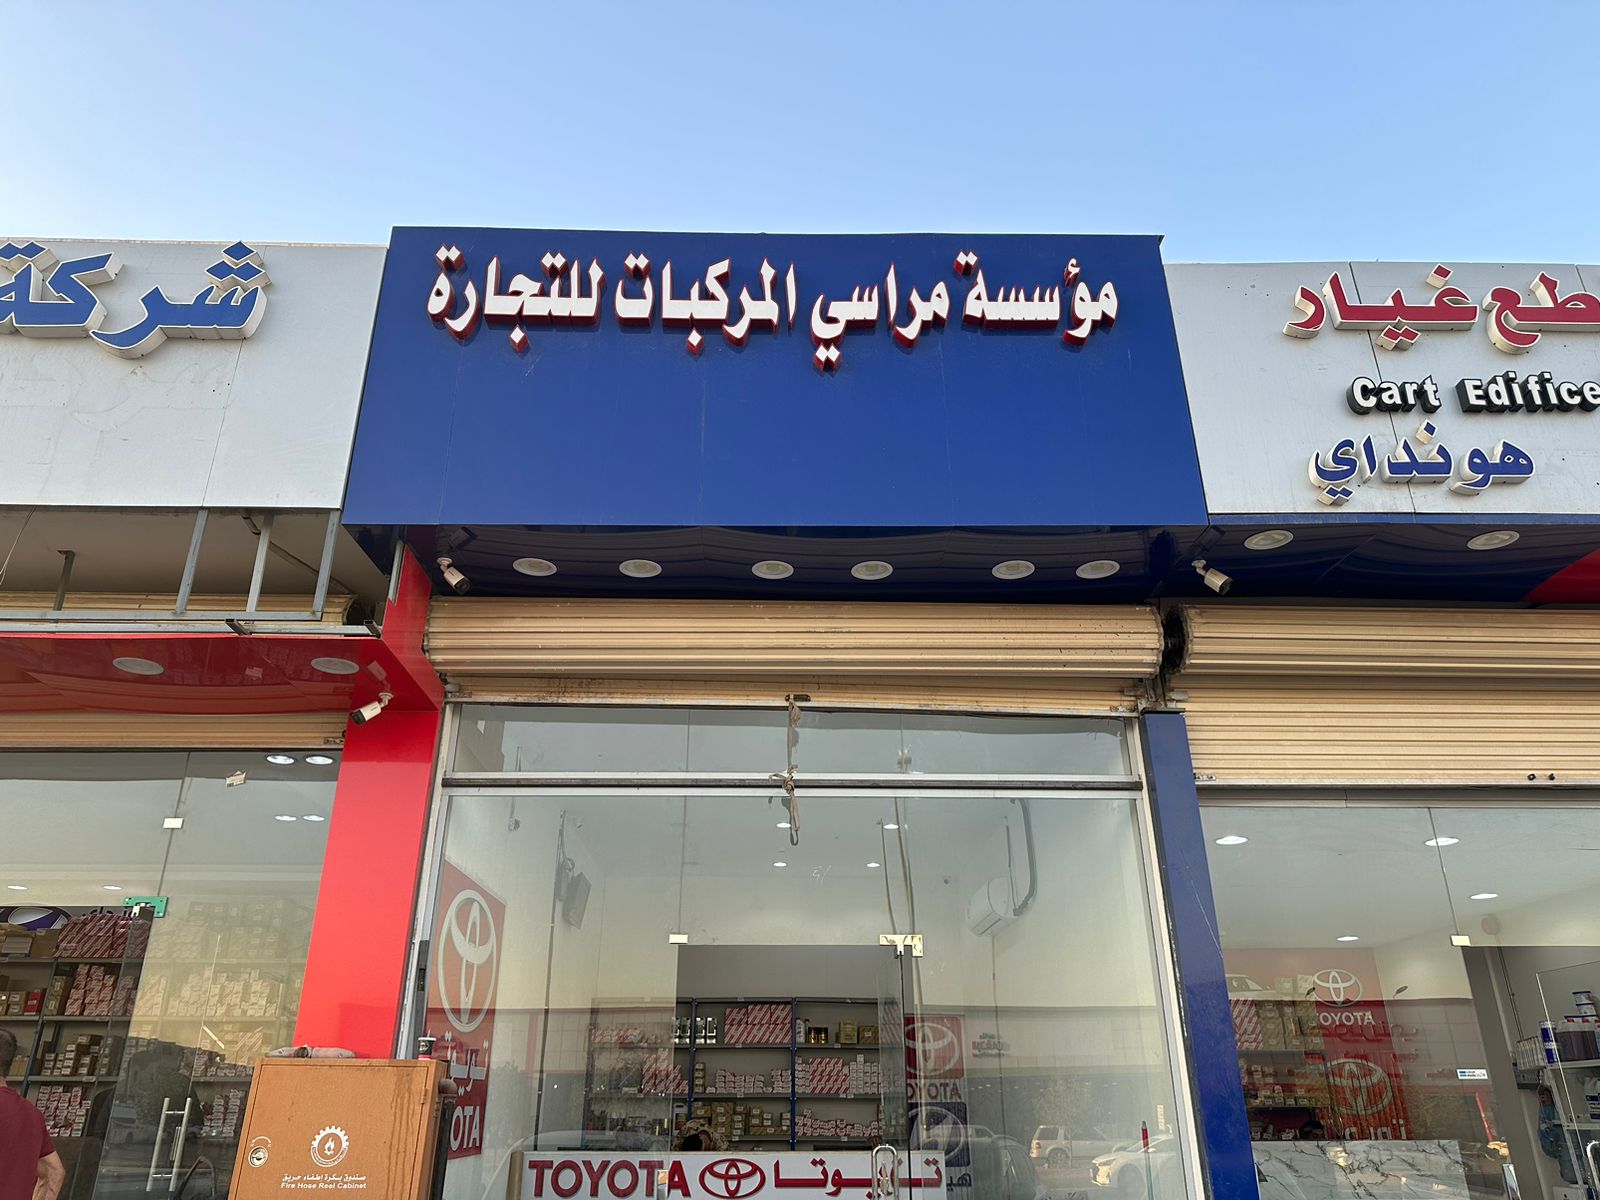 مؤسسة مراسي المركبات للتجارة
شركة
طع غيار
Cart Edifice
هونداي
TOYOTA
TOYOTA تويوتا
صندوق بكرة إطفاء حريق
Fire Hose Reel Cabinet